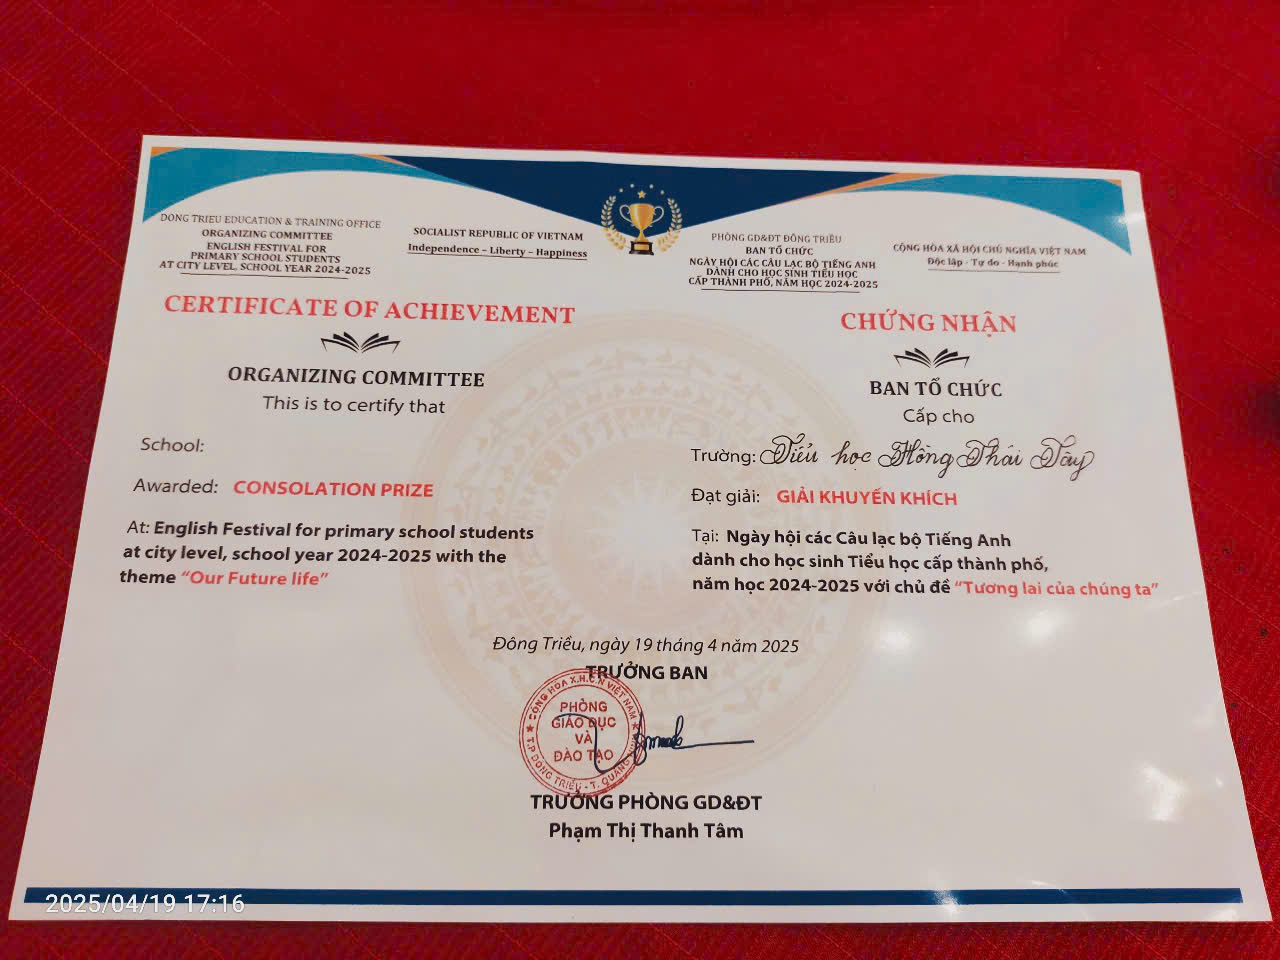 DONG TRIEU EDUCATION & TRAINING OFFICE
ORGANIZING COMMITTEE
ENGLISH FESTIVAL FOR
PRIMARY SCHOOL STUDENTS
AT CITY LEVEL, SCHOOL YEAR 2024-2025
SOCIALIST REPUBLIC OF VIETNAM
Independence – Liberty – Happiness
CERTIFICATE OF ACHIEVEMENT
ORGANIZING COMMITTEE
This is to certify that
School:
Awarded: CONSOLATION PRIZE
At: English Festival for primary school students
at city level, school year 2024-2025 with the
theme “Our Future life”
PHÒNG GD&ĐT ĐÔNG TRIỀU
BAN TỔ CHỨC
NGÀY HỘI CÁC CÂU LẠC BỘ TIẾNG ANH
DÀNH CHO HỌC SINH TIỂU HỌC
CẤP THÀNH PHỐ, NĂM HỌC 2024-2025
CỘNG HÒA XÃ HỘI CHỦ NGHĨA VIỆT NAM
Độc lập - Tự do - Hạnh phúc
CHỨNG NHẬN
BAN TỔ CHỨC
Cấp cho
Trường: Tiểu học Hồng Thái Tây
Đạt giải: GIẢI KHUYẾN KHÍCH
Tại: Ngày hội các Câu lạc bộ Tiếng Anh
dành cho học sinh Tiểu học cấp thành phố,
năm học 2024-2025 với chủ đề “Tương lai của chúng ta”
Đông Triều, ngày 19 tháng 4 năm 2025
TRƯỞNG BAN
CỘNG HÒA X.H.C.N VIỆT NAM
PHÒNG
GIÁO DỤC
VÀ
ĐÀO TẠO
T.P ĐÔNG TRIỀU - T. QUẢNG
TRƯỞNG PHÒNG GD&ĐT
Phạm Thị Thanh Tâm
2025/04/19 17:16